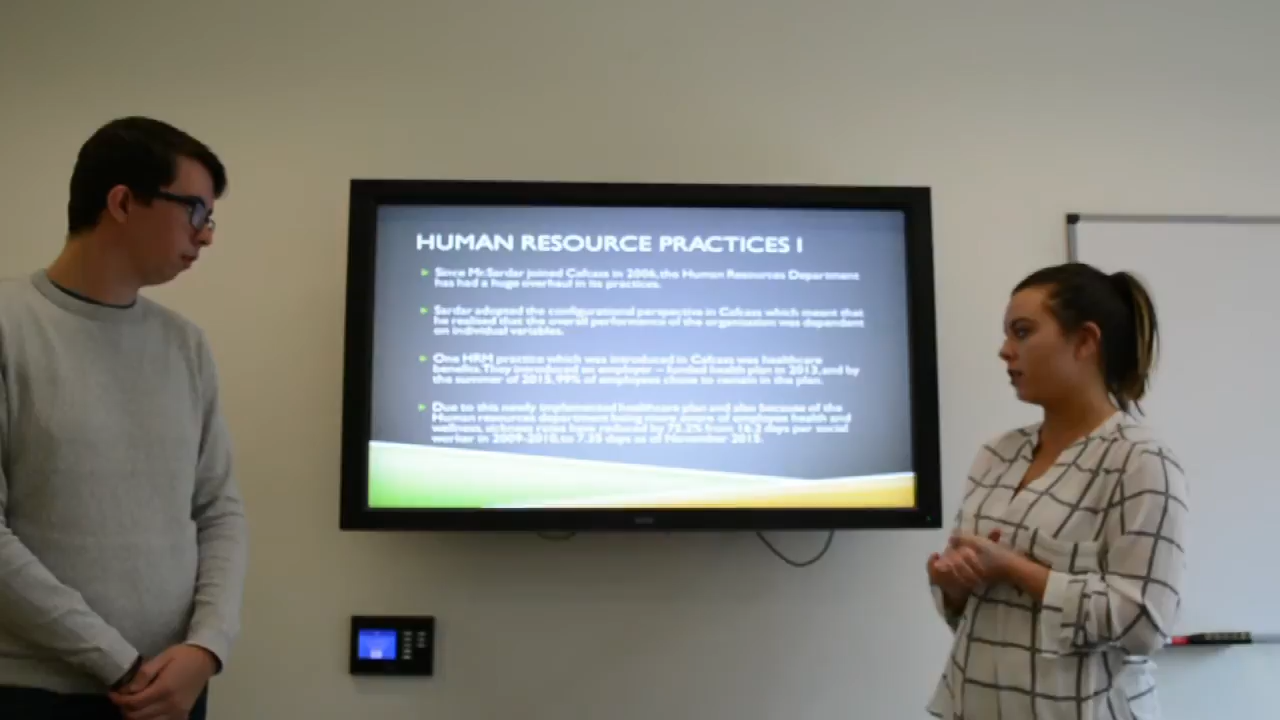 HUMAN RESOURCE PRACTICES I
Since Mr. Sardar joined Cafcass in 2006, the Human Resources Department
has had a huge overhaul in its practices.
Sardar adopted the configurational perspective in Cafcass which meant that
he realised that the overall performance of the organisation was dependent
on individual variables.
One HRM practice which was introduced in Cafcass was healthcare
benefits. They introduced an employer – funded health plan in 2013, and by
the summer of 2015, 99% of employees chose to remain in the plan.
Due to this newly implemented healthcare plan and also because of the
Human resources department being more aware of employee health and
wellness, sickness rates have reduced by 75.2% from 16.2 days per social
worker in 2009-2010, to 7.35 days as of November 2015.